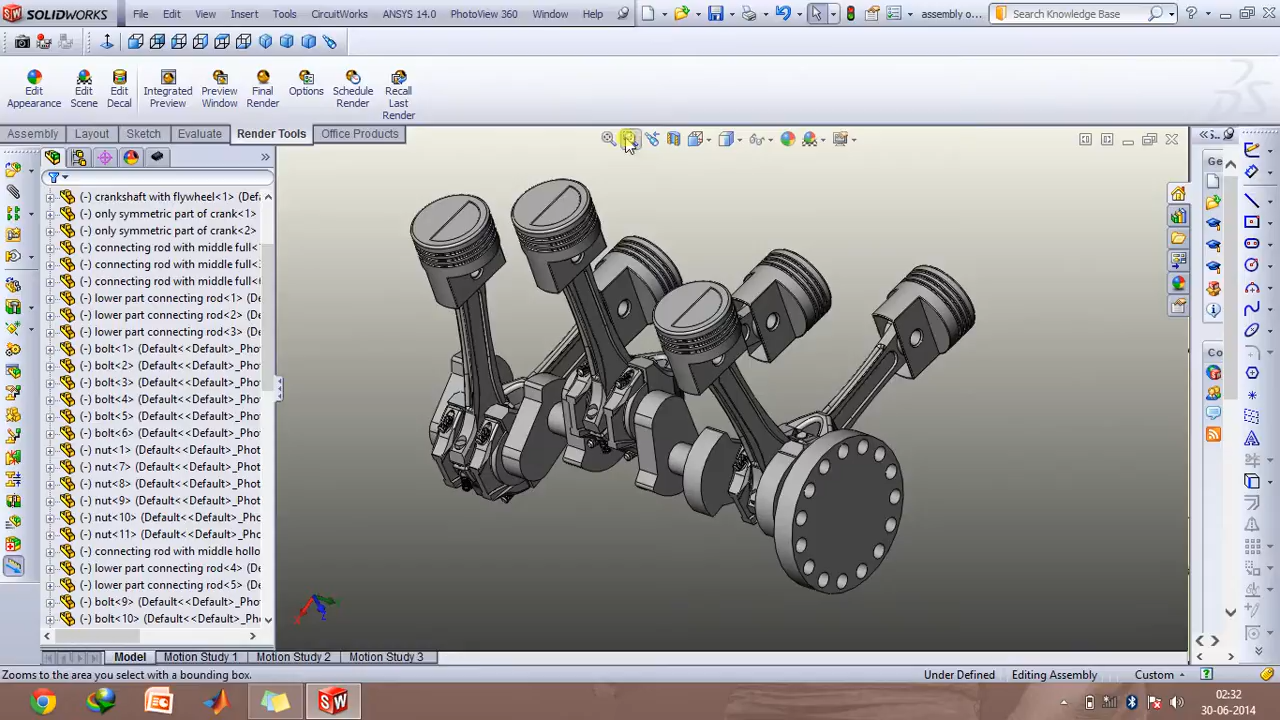 SOLIDWORKS
File Edit View Insert Tools CircuitWorks ANSYS 14.0 PhotoView 360 Window Help
assembly o...
Search Knowledge Base
Edit Appearance
Edit Scene
Edit Decal
Integrated Preview
Preview Window
Final Render
Options
Schedule Render
Recall Last Render
Assembly Layout Sketch Evaluate Render Tools Office Products
(-) crankshaft with flywheel<1> (Defa
(-) only symmetric part of crank<1>
(-) only symmetric part of crank<2>
(-) connecting rod with middle full<
(-) connecting rod with middle full<
(-) connecting rod with middle full<
(-) lower part connecting rod<1> (De
(-) lower part connecting rod<2> (De
(-) lower part connecting rod<3> (De
(-) bolt<1> (Default<<Default>_Phot
(-) bolt<2> (Default<<Default>_Phot
(-) bolt<3> (Default<<Default>_Phot
(-) bolt<4> (Default<<Default>_Phot
(-) bolt<5> (Default<<Default>_Phot
(-) bolt<6> (Default<<Default>_Phot
(-) nut<1> (Default<<Default>_Phot
(-) nut<7> (Default<<Default>_Phot
(-) nut<8> (Default<<Default>_Phot
(-) nut<9> (Default<<Default>_Phot
(-) nut<10> (Default<<Default>_Pho
(-) nut<11> (Default<<Default>_Pho
(-) connecting rod with middle hollo
(-) lower part connecting rod<4> (De
(-) lower part connecting rod<5> (De
(-) bolt<9> (Default<<Default>_Phot
(-) bolt<10> (Default<<Default>_Pho
Ge
Co
Model Motion Study 1 Motion Study 2 Motion Study 3
Zooms to the area you select with a bounding box.
Under Defined Editing Assembly Custom
02:32
30-06-2014